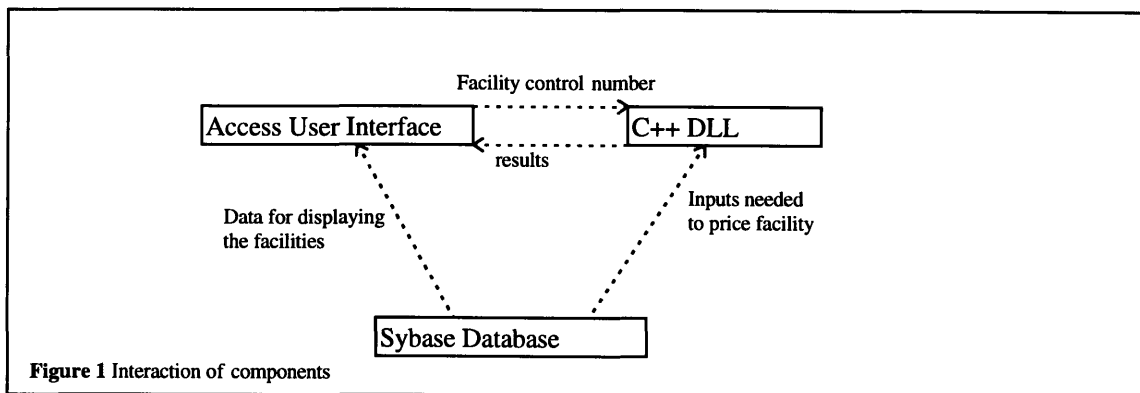 Facility control number
Access User Interface
C++ DLL
results
Data for displaying
the facilities
Inputs needed
to price facility
Sybase Database
Figure 1 Interaction of components